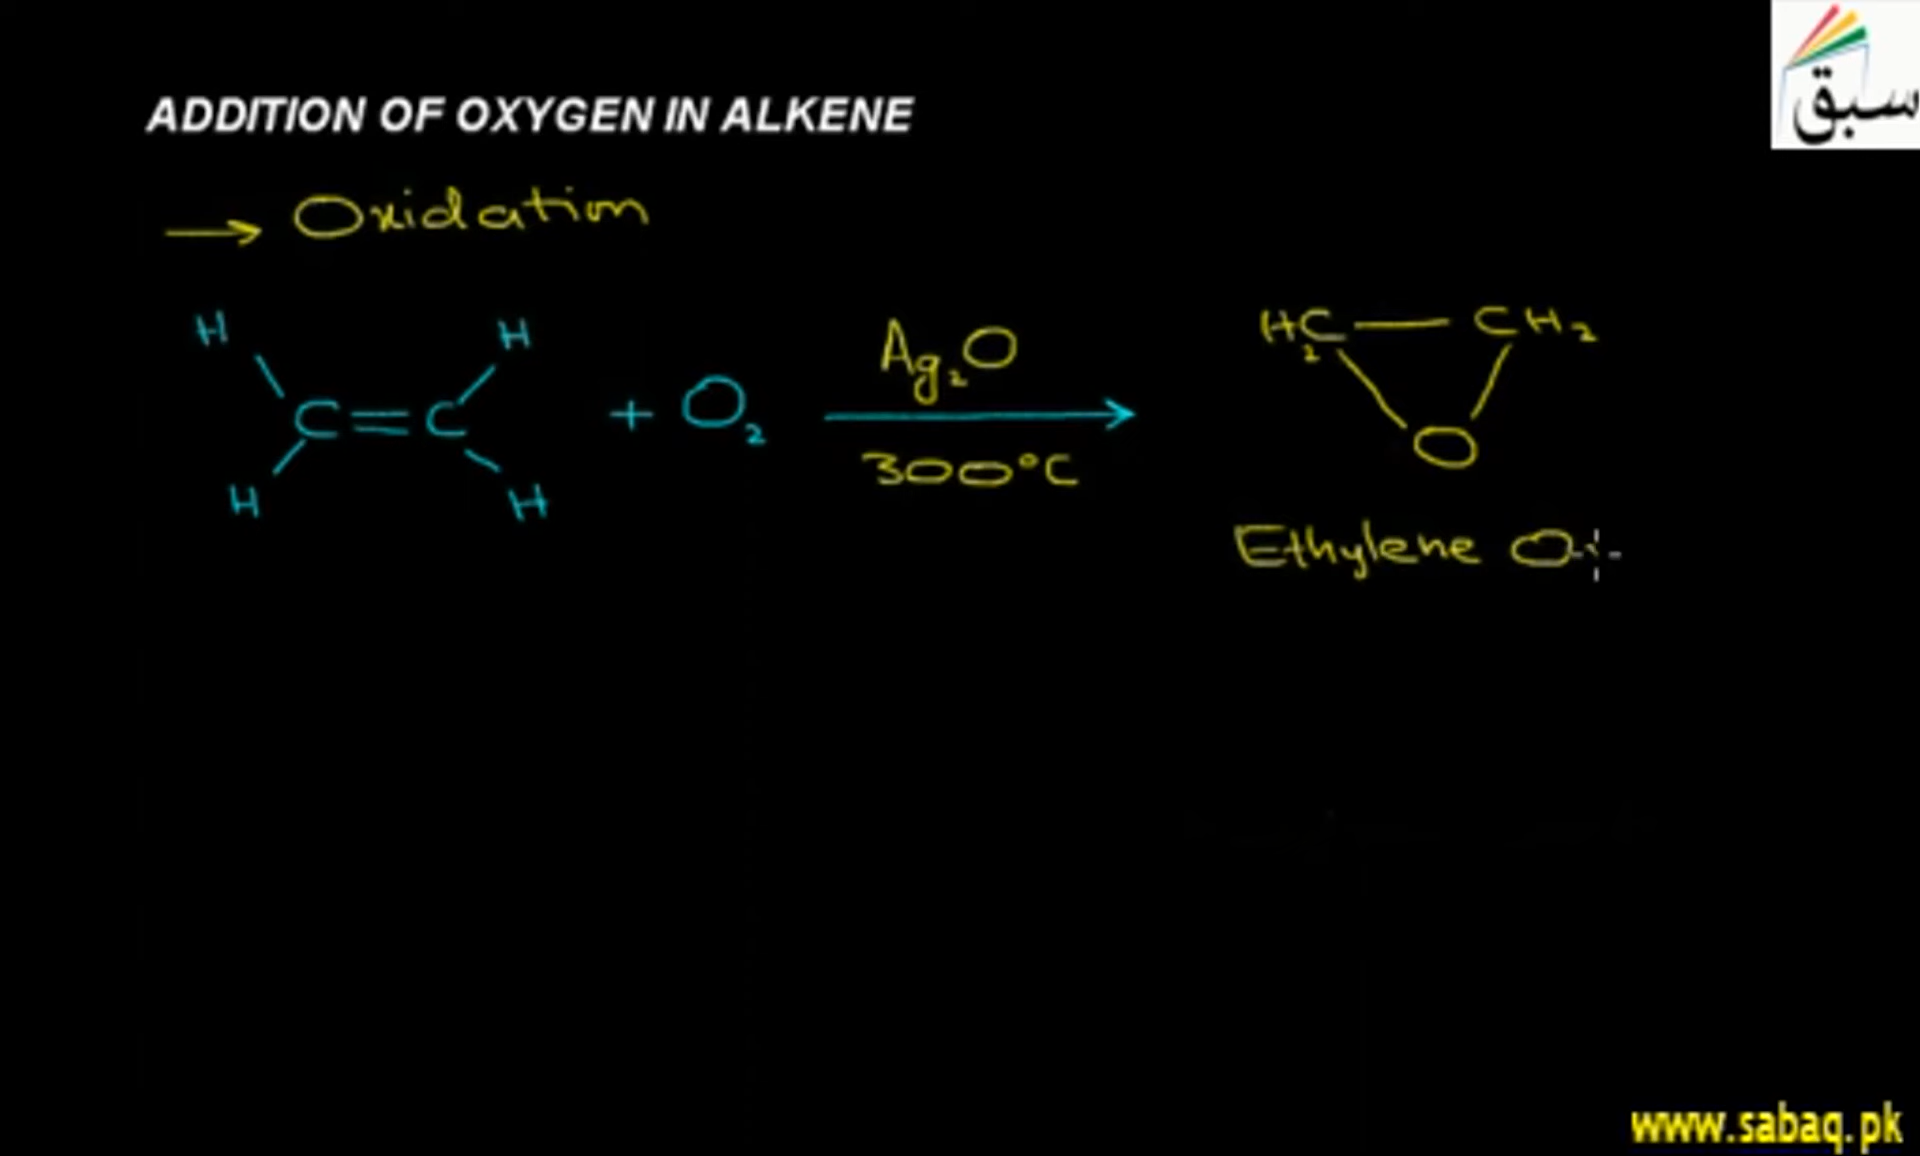 سبق
ADDITION OF OXYGEN IN ALKENE
→ Oxidation
H H
C=C + O₂
H H
Ag₂O
300°C
H₂C — CH₂
O
Ethylene O
www.sabaq.pk